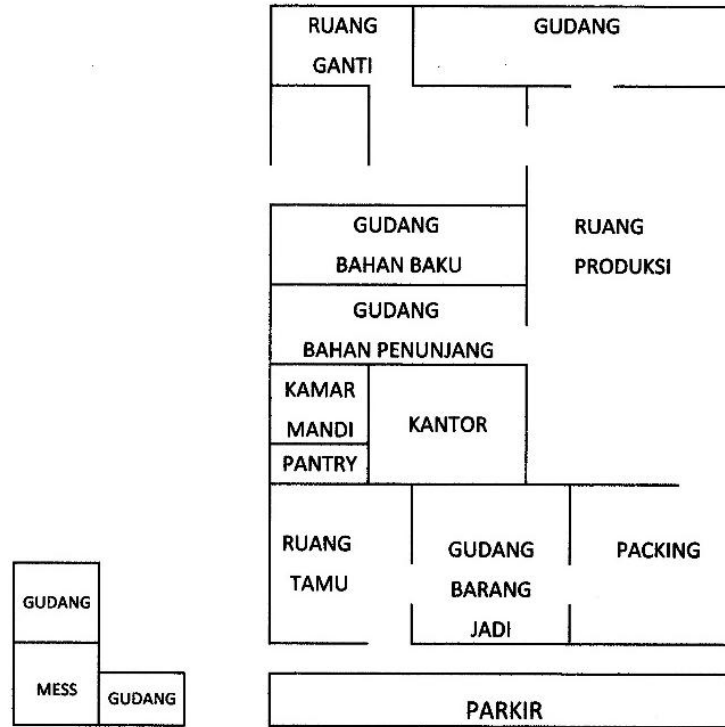 RUANG
GANTI
GUDANG
GUDANG
BAHAN BAKU
RUANG
PRODUKSI
GUDANG
BAHAN PENUNJANG
KAMAR
MANDI
KANTOR
PANTRY
RUANG
TAMU
GUDANG
BARANG
JADI
PACKING
GUDANG
MESS
GUDANG
PARKIR